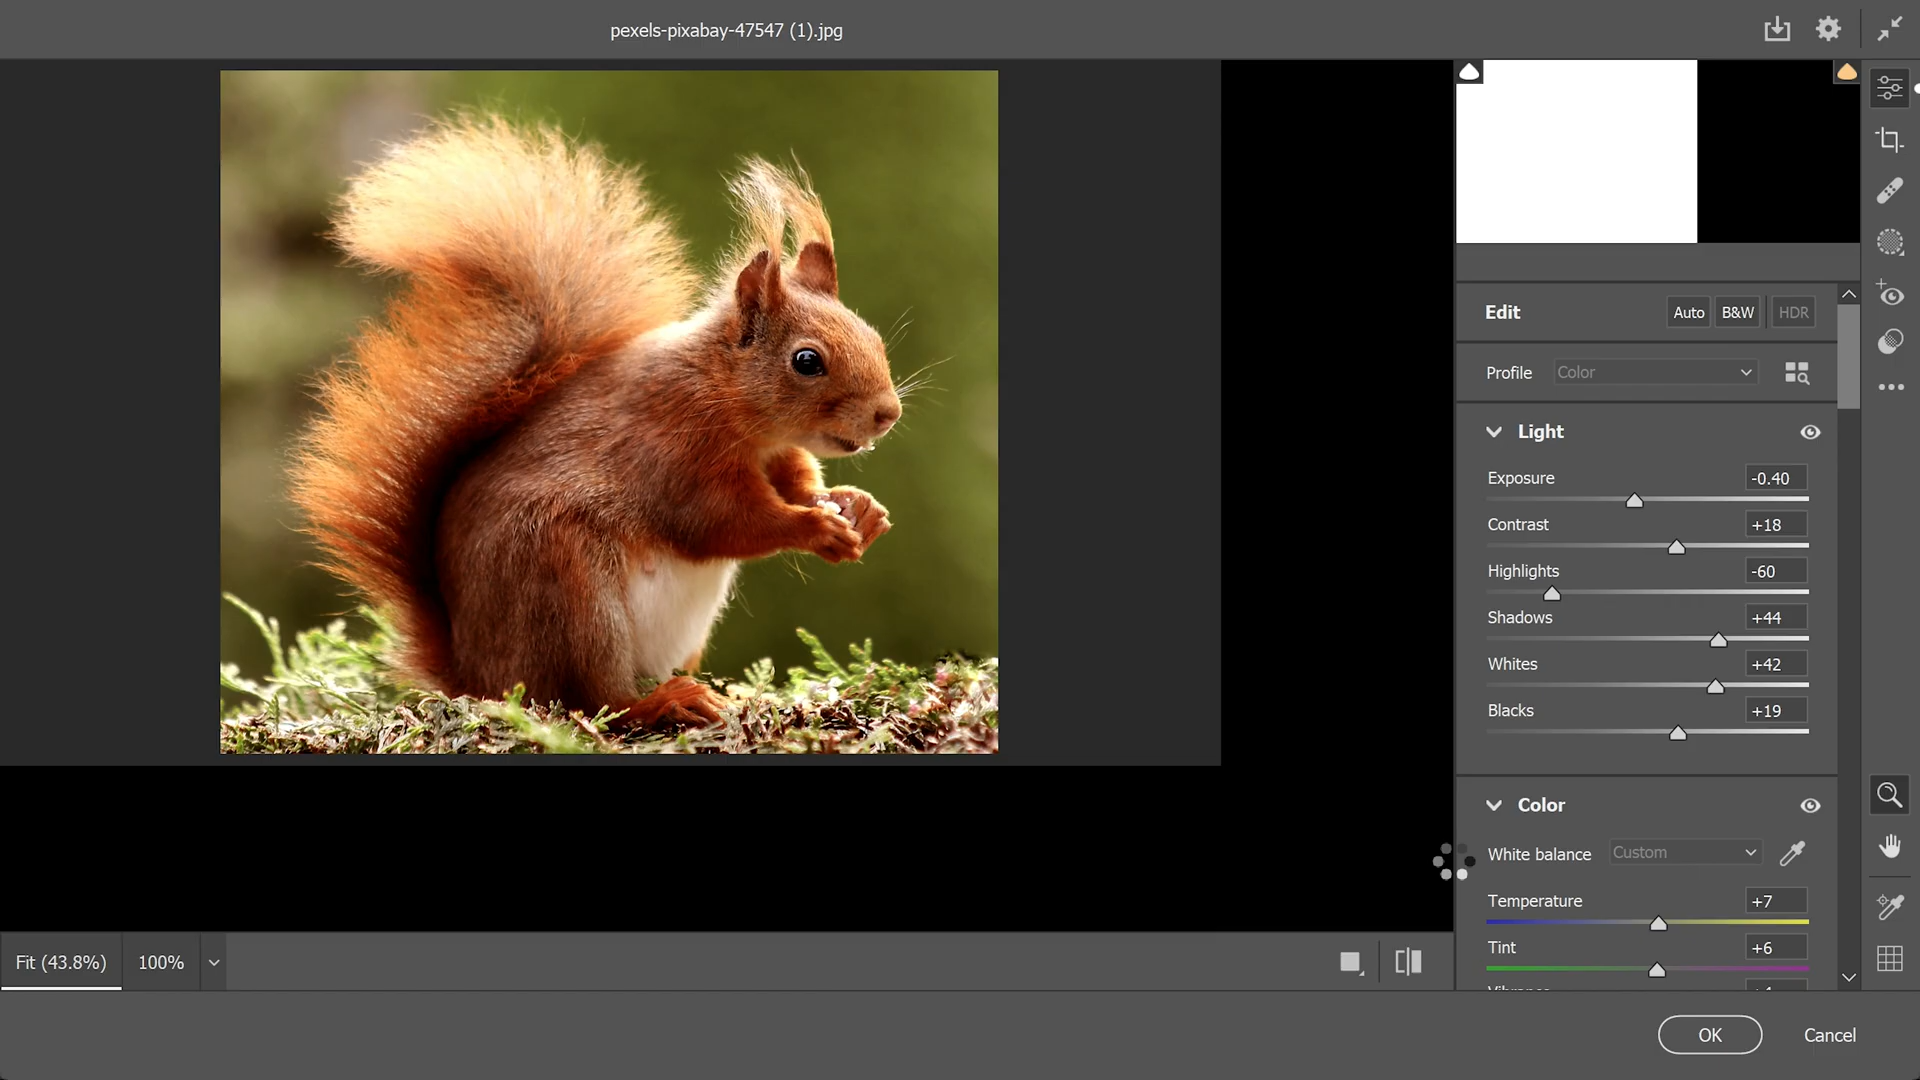 pexels-pixabay-47547 (1).jpg
Edit
Auto
B&W
HDR
Profile
Color
Light
Exposure
-0.40
Contrast
+18
Highlights
-60
Shadows
+44
Whites
+42
Blacks
+19
Color
White balance
Custom
Temperature
+7
Tint
+6
Fit (43.8%)
100%
OK
Cancel